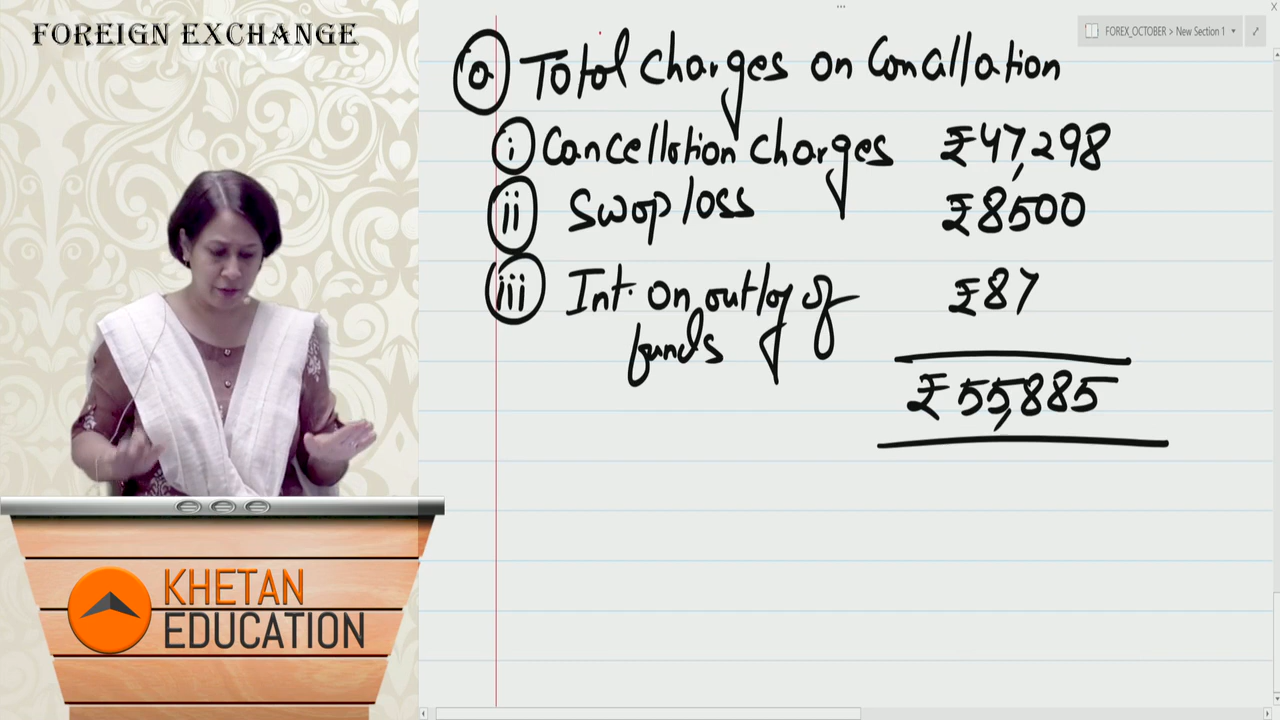 FOREIGN EXCHANGE
FOREX_OCTOBER > New Section 1
a Total Charges on Concallation
i Cancellation charges ₹47,298
ii Swap loss ₹8500
iii Int. on outlay of funds ₹87
₹55,885
KHETAN
EDUCATION